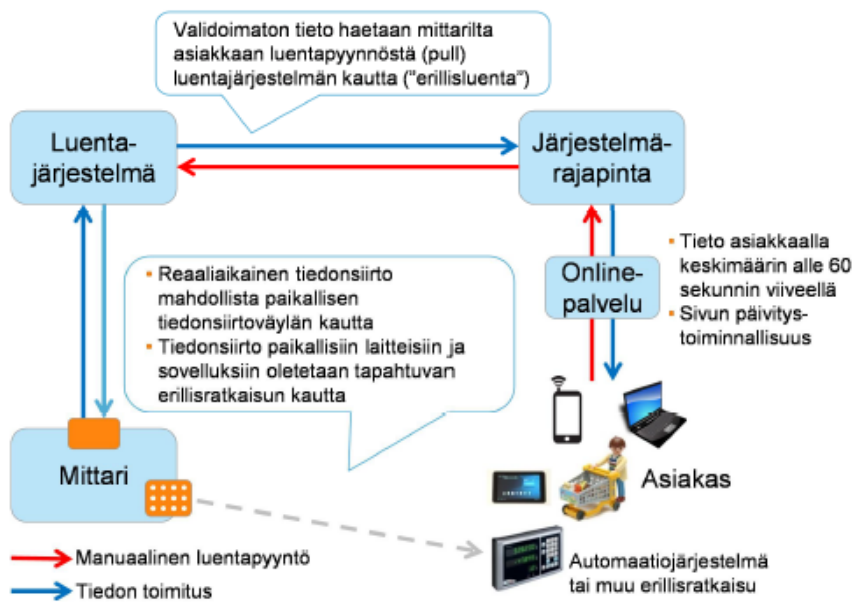 Validoimaton tieto haetaan mittarilta
asiakkaan luentapyynnöstä (pull)
luentajärjestelmän kautta ("erillisluenta")
Luenta-
järjestelmä
Järjestelmä-
rajapinta
▪ Reaaliaikainen tiedonsiirto
mahdollista paikallisen
tiedonsiirtoväylän kautta
▪ Tiedonsiirto paikallisiin laitteisiin ja
sovelluksiin oletetaan tapahtuvan
erillisratkaisun kautta
Online-
palvelu
▪ Tieto asiakkaalla
keskimäärin alle 60
sekunnin viiveellä
▪ Sivun päivitys-
toiminnallisuus
Mittari
Asiakas
Manuaalinen luentapyyntö
Tiedon toimitus
Automaatiojärjestelmä
tai muu erillisratkaisu